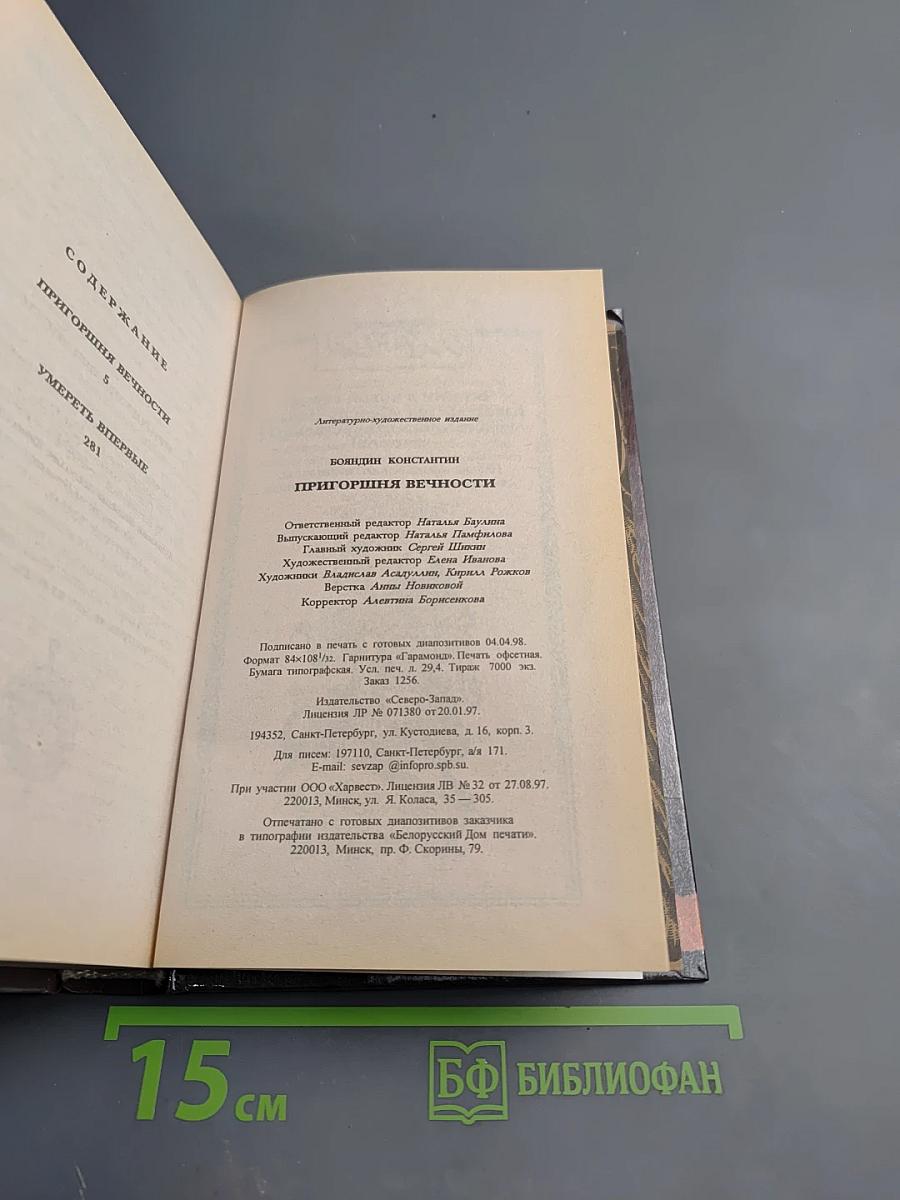 СОДЕРЖАНИЕ
ПРИГОРШНЯ ВЕЧНОСТИ
5
УМЕРЕТЬ ВПЕРВЫЕ
281
Литературно-художественное издание
БОЯНДИН КОНСТАНТИН
ПРИГОРШНЯ ВЕЧНОСТИ
Ответственный редактор Наталья Баулина
Выпускающий редактор Наталья Памфилова
Главный художник Сергей Шикин
Художественный редактор Елена Иванова
Художники Владислав Асадуллин, Кирилл Рожков
Верстка Анны Новиковой
Корректор Алевтина Борисенкова
Подписано в печать с готовых диапозитивов 04.04.98.
Формат 84×108 1/32. Гарнитура «Гарамонд». Печать офсетная.
Бумага типографская. Усл. печ. л. 29,4. Тираж 7000 экз.
Заказ 1256.
Издательство «Северо-Запад».
Лицензия ЛР № 071380 от 20.01.97.
194352, Санкт-Петербург, ул. Кустодиева, д. 16, корп. 3.
Для писем: 197110, Санкт-Петербург, а/я 171.
E-mail: sevzap @infopro.spb.su.
При участии ООО «Харвест». Лицензия ЛВ № 32 от 27.08.97.
220013, Минск, ул. Я. Коласа, 35 — 305.
Отпечатано с готовых диапозитивов заказчика
в типографии издательства «Белорусский Дом печати».
220013, Минск, пр. Ф. Скорины, 79.
15 см
БФ БИБЛИОФАН